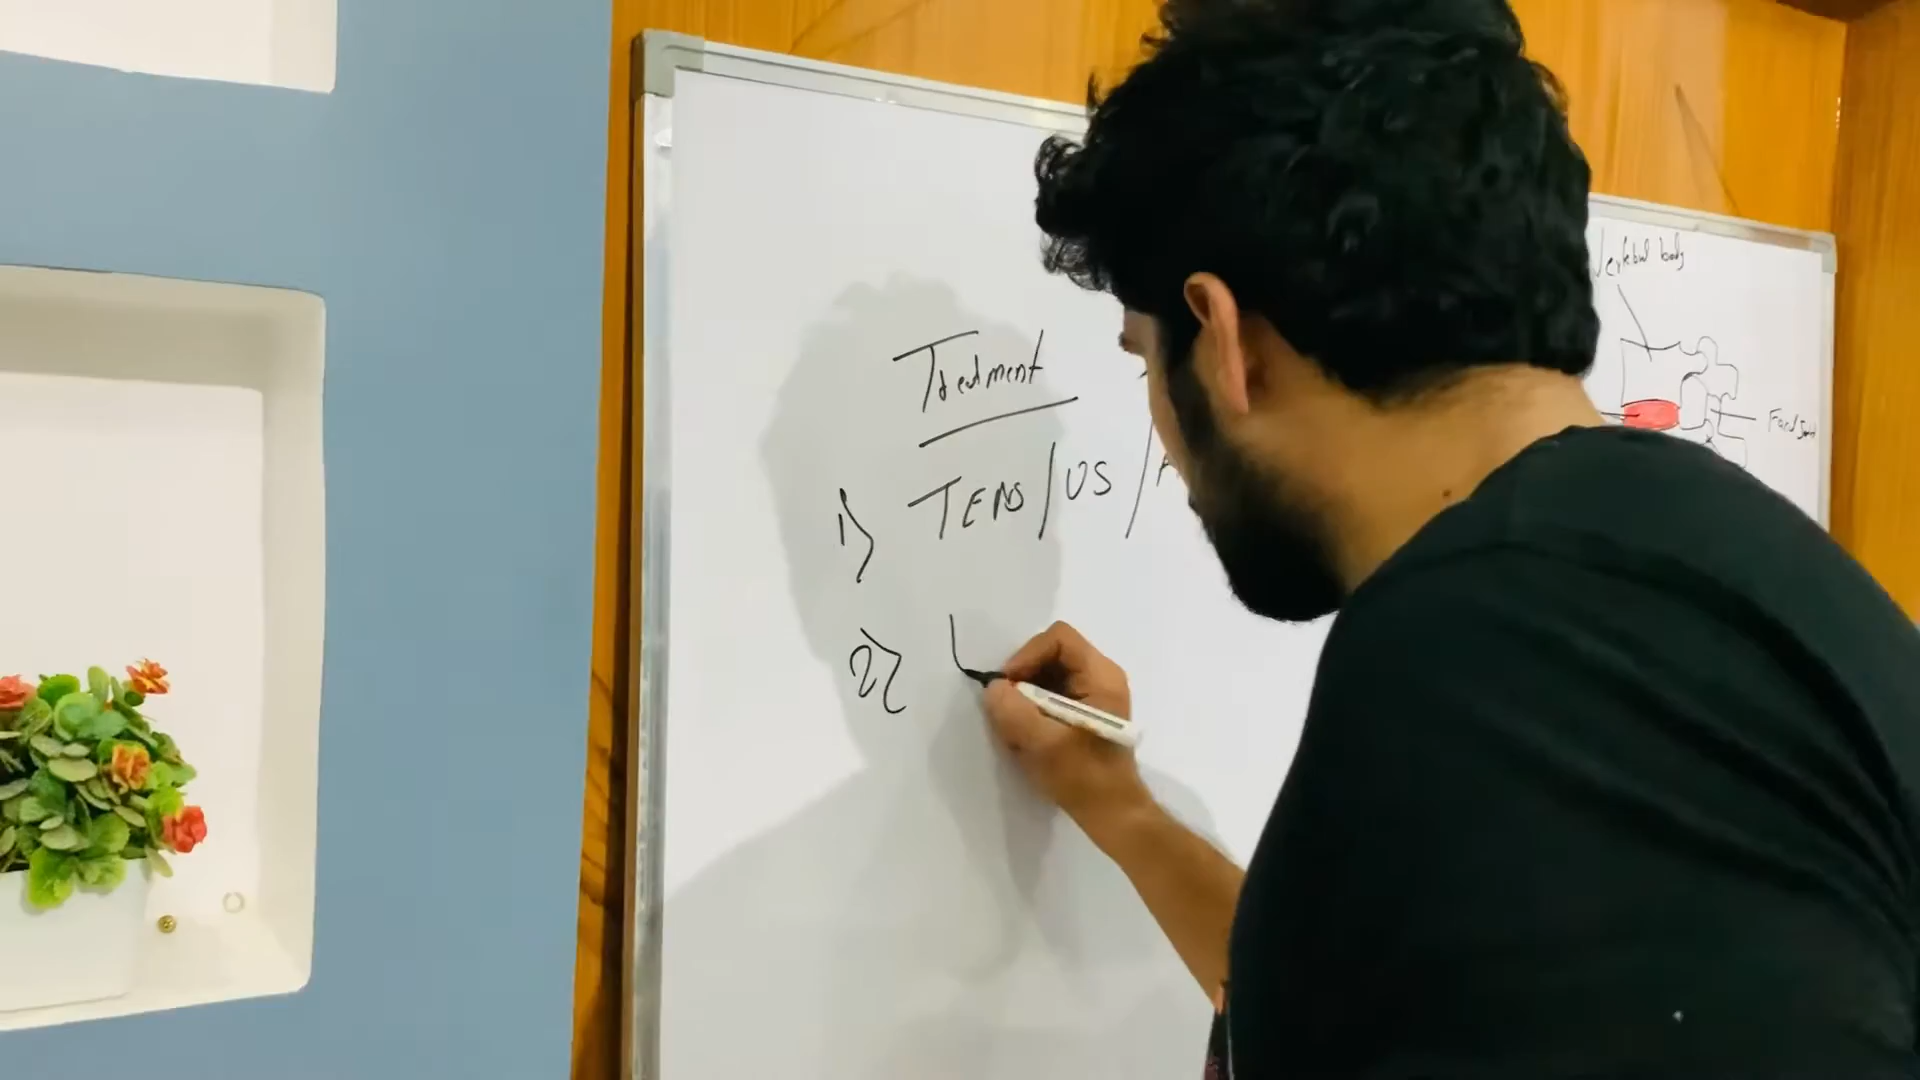 Treatment
1) TENS / US /
2)
Vertebral body
Facet Joint